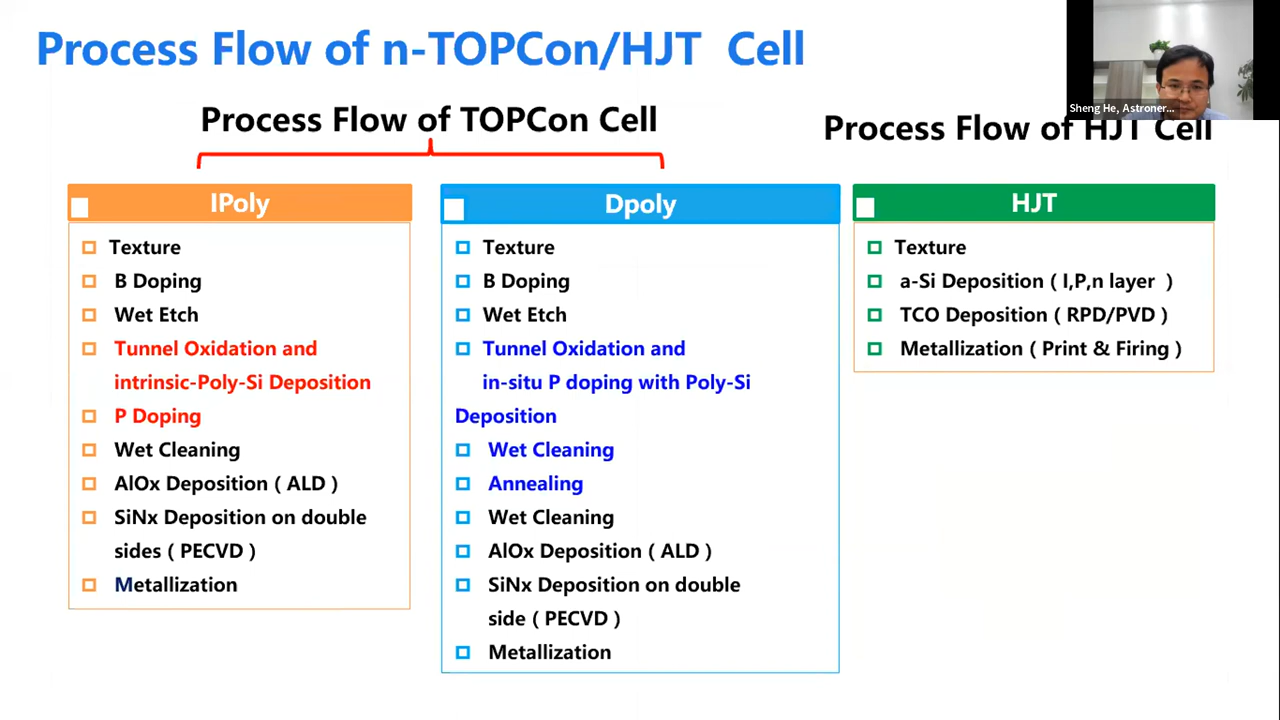 Process Flow of n-TOPCon/HJT Cell
Sheng He, Astroner...
Process Flow of TOPCon Cell
Process Flow of HJT Cell
IPoly
Texture
B Doping
Wet Etch
Tunnel Oxidation and
intrinsic-Poly-Si Deposition
P Doping
Wet Cleaning
AlOx Deposition ( ALD )
SiNx Deposition on double
sides ( PECVD )
Metallization
Dpoly
Texture
B Doping
Wet Etch
Tunnel Oxidation and
in-situ P doping with Poly-Si
Deposition
Wet Cleaning
Annealing
Wet Cleaning
AlOx Deposition ( ALD )
SiNx Deposition on double
side ( PECVD )
Metallization
HJT
Texture
a-Si Deposition ( I,P,n layer )
TCO Deposition ( RPD/PVD )
Metallization ( Print & Firing )